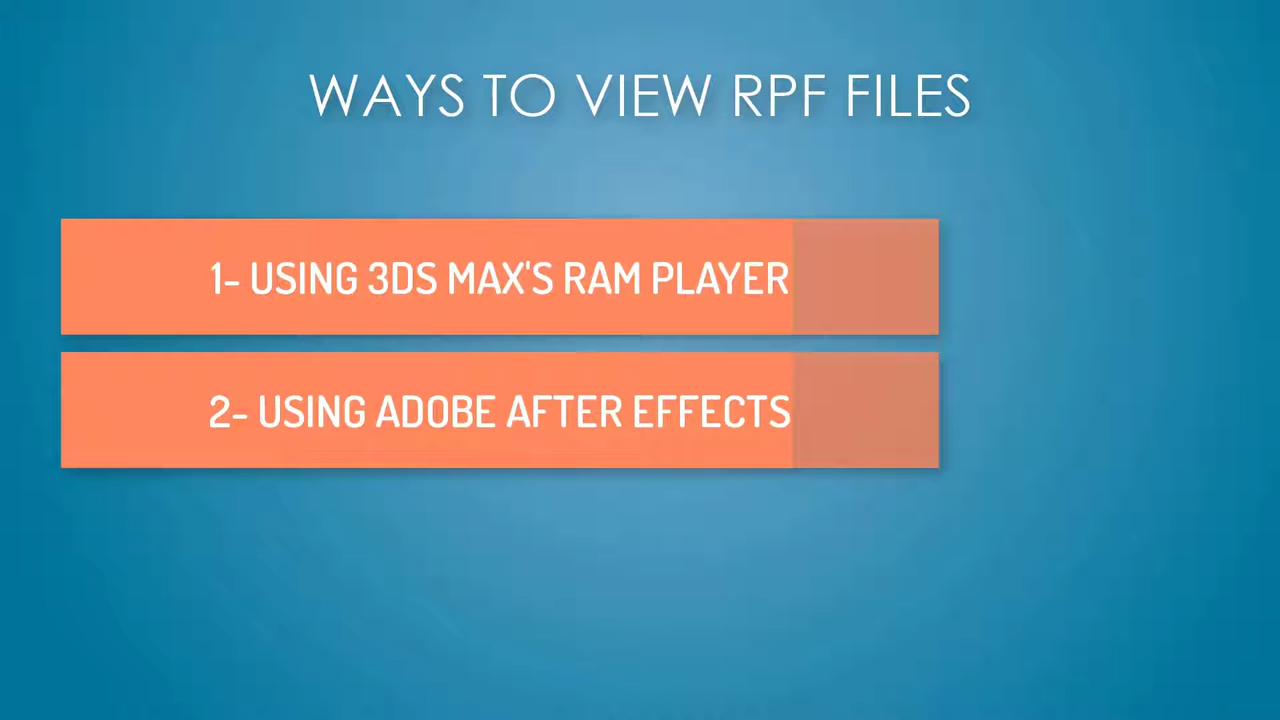 WAYS TO VIEW RPF FILES
1- USING 3DS MAX'S RAM PLAYER
2- USING ADOBE AFTER EFFECTS